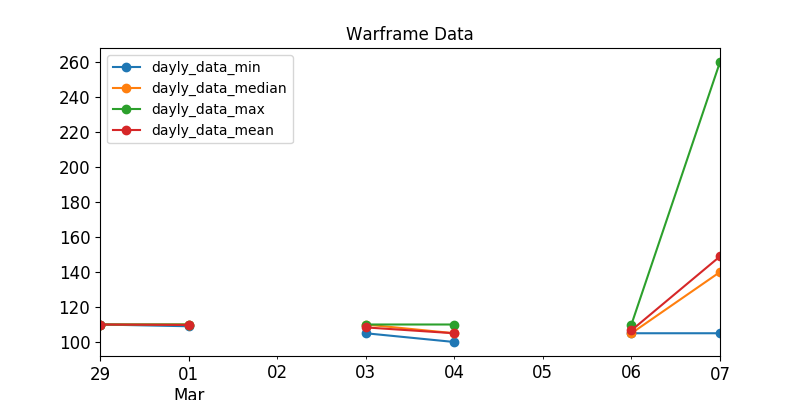 Warframe Data
dayly_data_min
dayly_data_median
dayly_data_max
dayly_data_mean
260
240
220
200
180
160
140
120
100
29 01 02 03 04 05 06 07
Mar